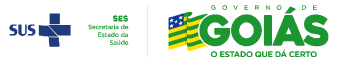 SUS
SES
Secretaria de
Estado da
Saúde
GOVERNO DE
GOIÁS
O ESTADO QUE DÁ CERTO